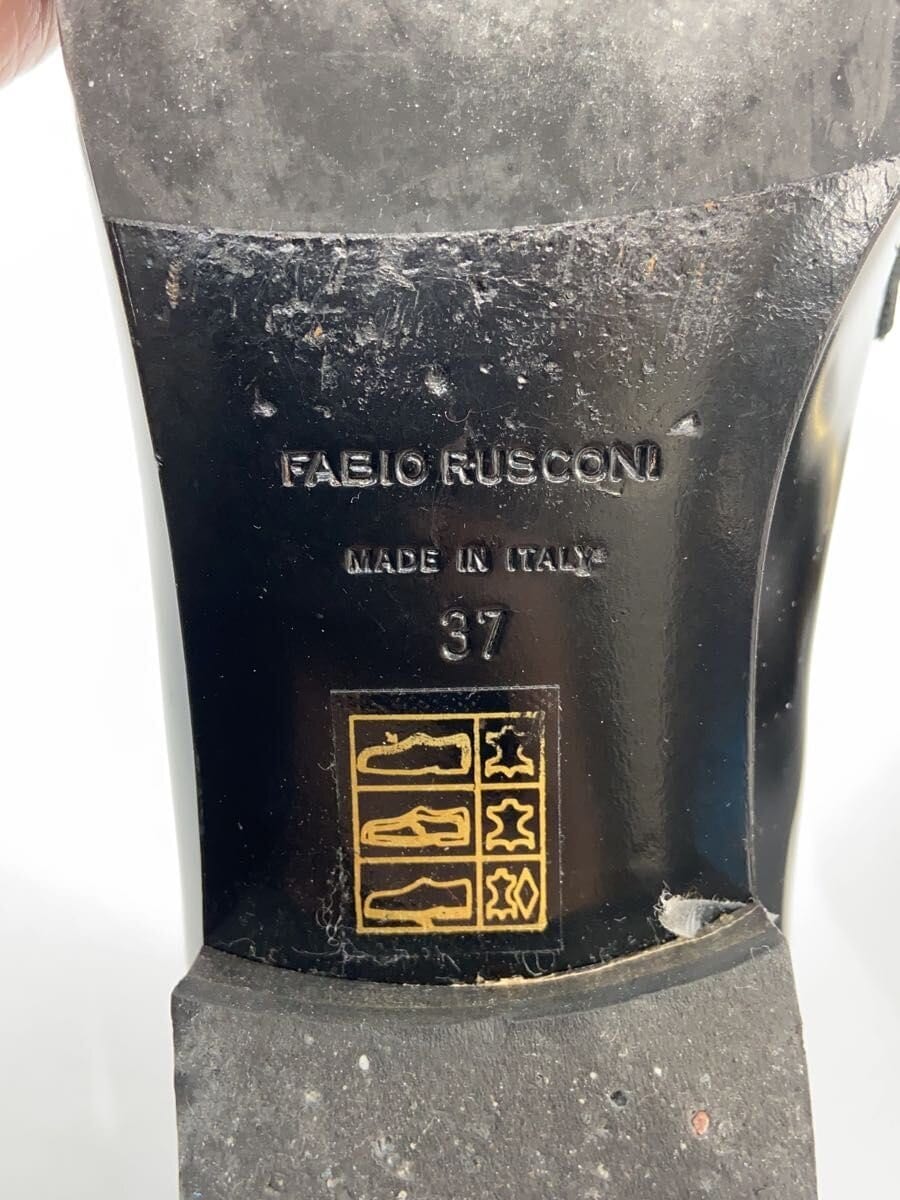 FABIO RUSCONI
MADE IN ITALY
37